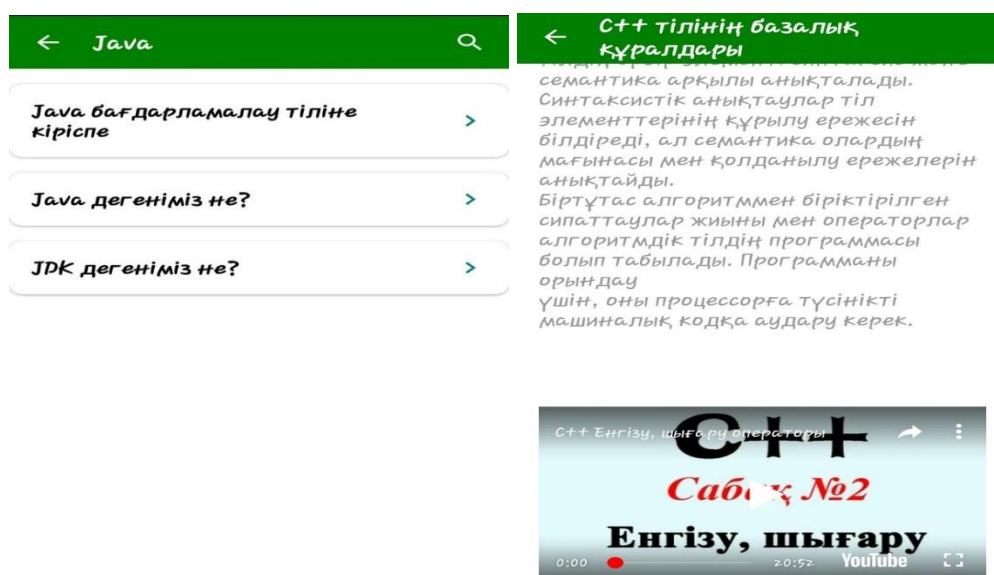 Java
Java бағдарламалау тіліне
кіріспе
Java дегеніміз не?
JDK дегеніміз не?
C++ тілінің базалық
құралдары
семантика арқылы анықталады.
Синтаксистік анықтаулар тіл
элементтерінің құрылу ережесін
білдіреді, ал семантика олардың
мағынасы мен қолданылу ережелерін
анықтайды.
Біртұтас алгоритммен біріктірілген
сипаттаулар жиыны мен операторлар
алгоритмдік тілдің программасы
болып табылады. Программаны
орындау
үшін, оны процессорға түсінікті
машиналық кодқа аудару керек.
C++ Енгізу, шығару операторы
C++
Сабақ №2
Енгізу, шығару
0:00
20:52
YouTube